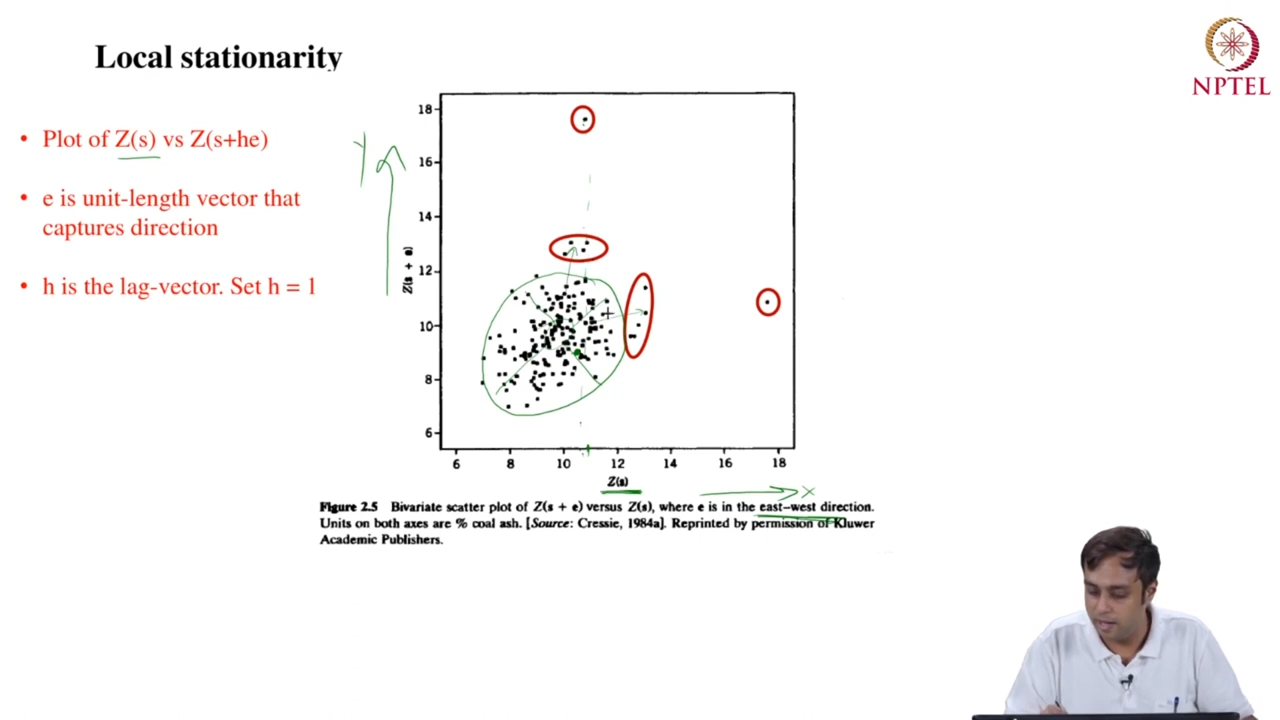 Local stationarity
NPTEL
• Plot of Z(s) vs Z(s+he)
• e is unit-length vector that
captures direction
• h is the lag-vector. Set h = 1
Y
Z(s + e)
18
16
14
12
10
8
6
6 8 10 12 14 16 18
Z(s)
X
Figure 2.5 Bivariate scatter plot of Z(s + e) versus Z(s), where e is in the east–west direction.
Units on both axes are % coal ash. [Source: Cressie, 1984a]. Reprinted by permission of Kluwer
Academic Publishers.